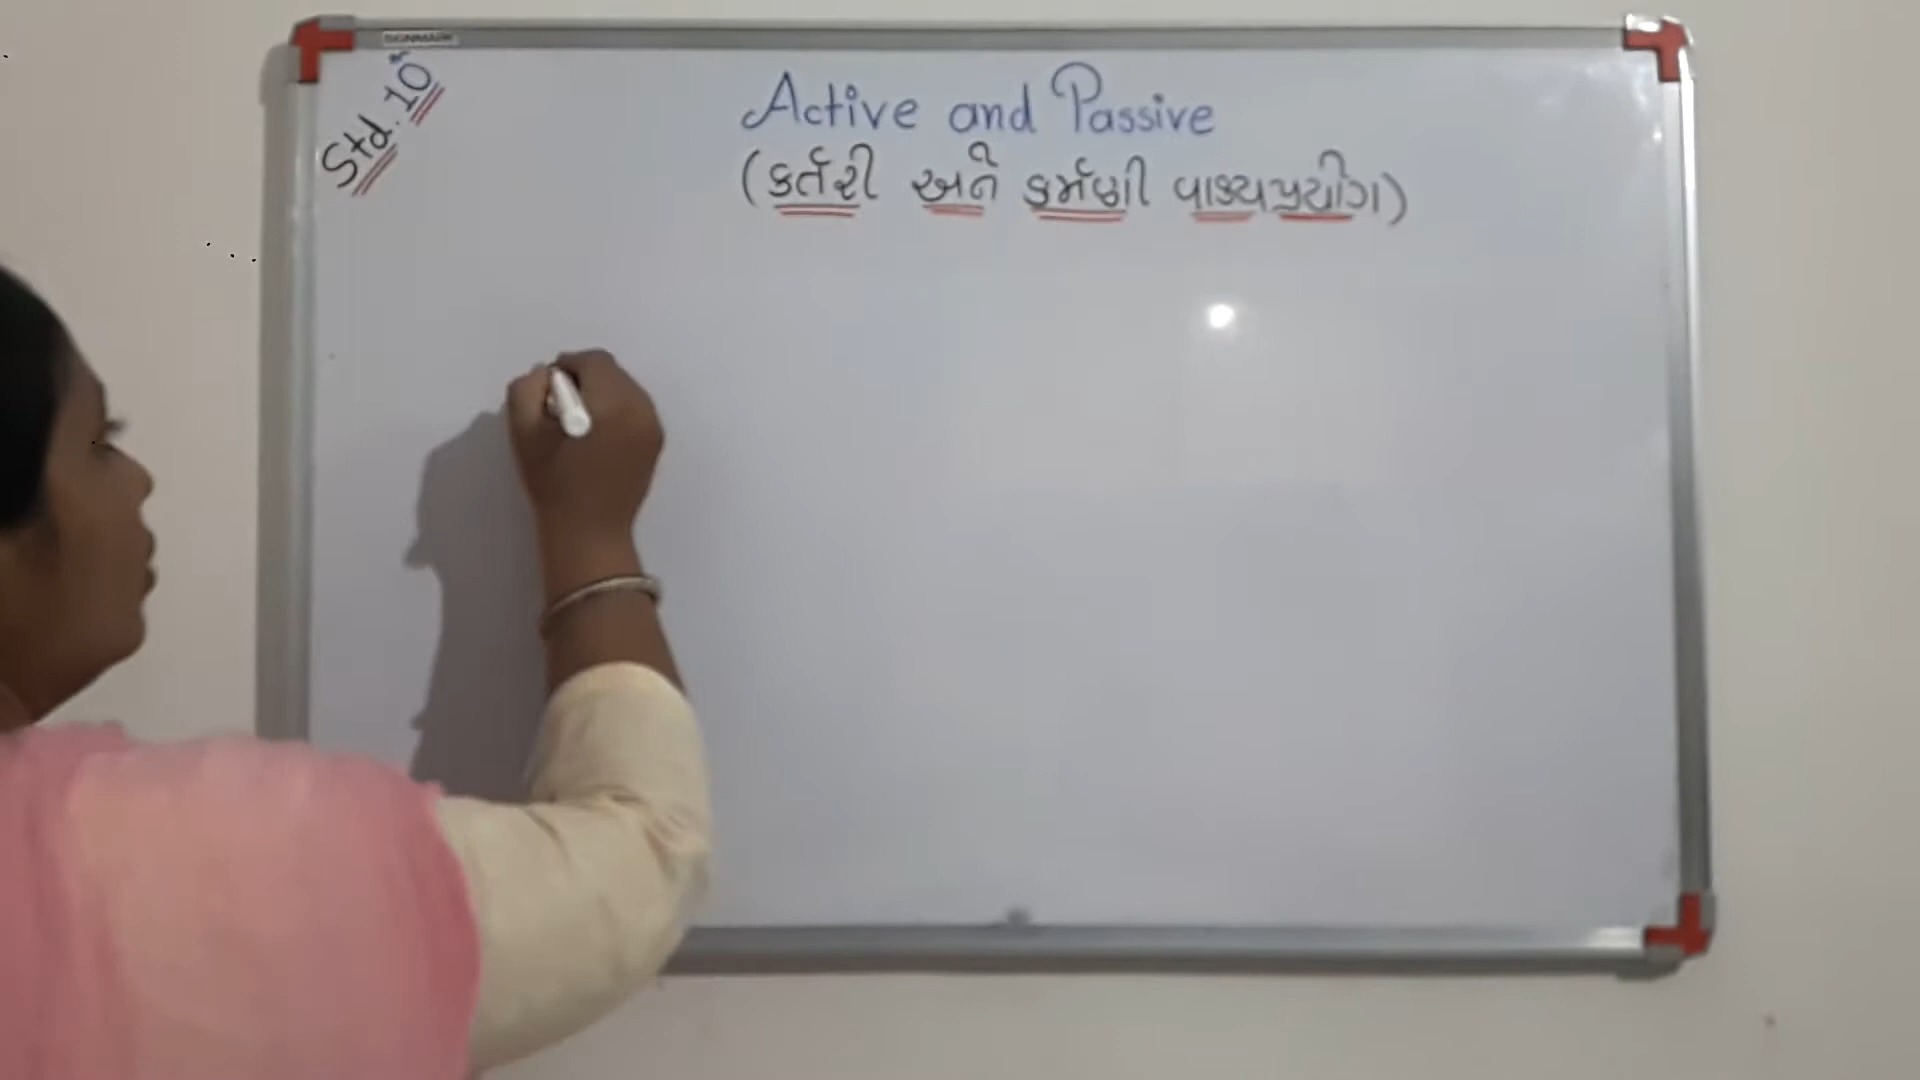 Std. 10th
Active and Passive
(કર્તરી અને કર્મણી વાક્યપ્રયોગ)